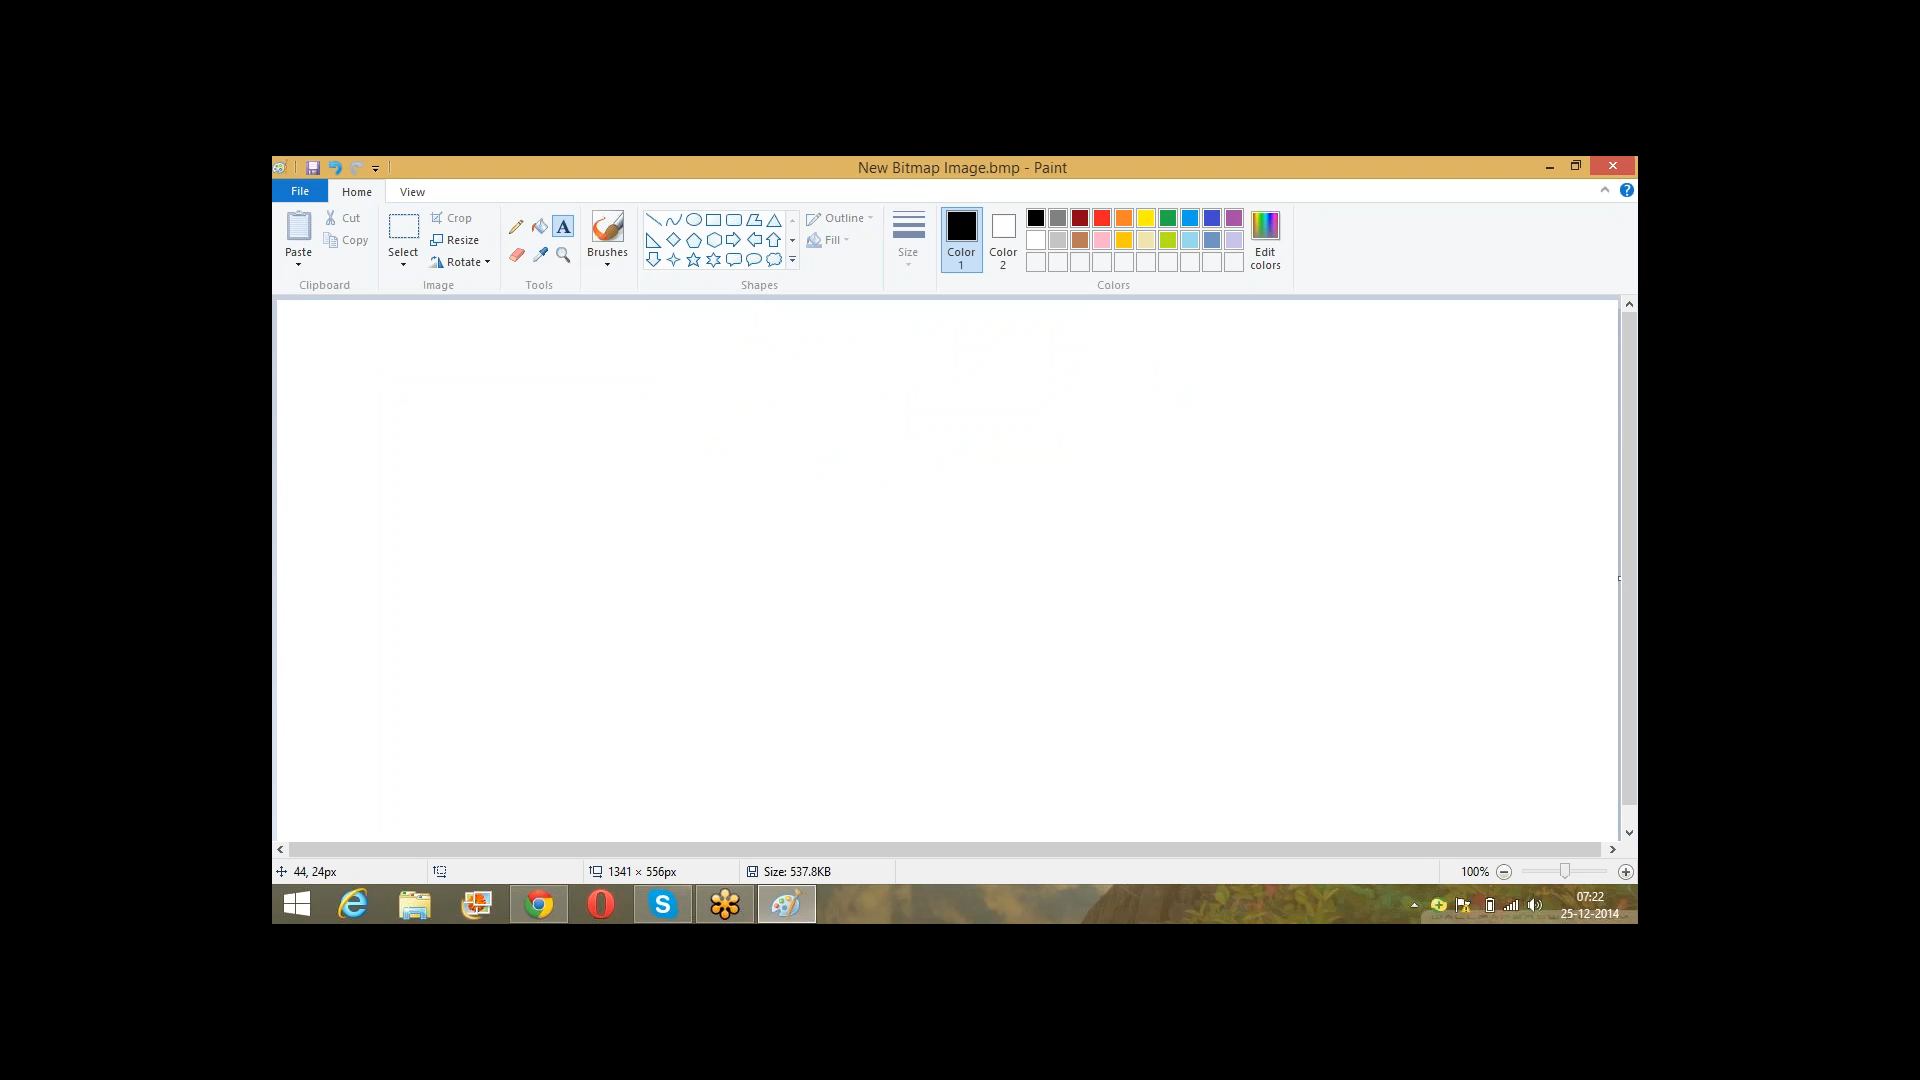 New Bitmap Image.bmp - Paint
File Home View
Paste
Cut
Copy
Clipboard
Select
Crop
Resize
Rotate
Image
A
Tools
Brushes
Shapes
Outline
Fill
Size
Color 1
Color 2
Edit colors
Colors
44, 24px
1341 × 556px
Size: 537.8KB
100%
07:22
25-12-2014